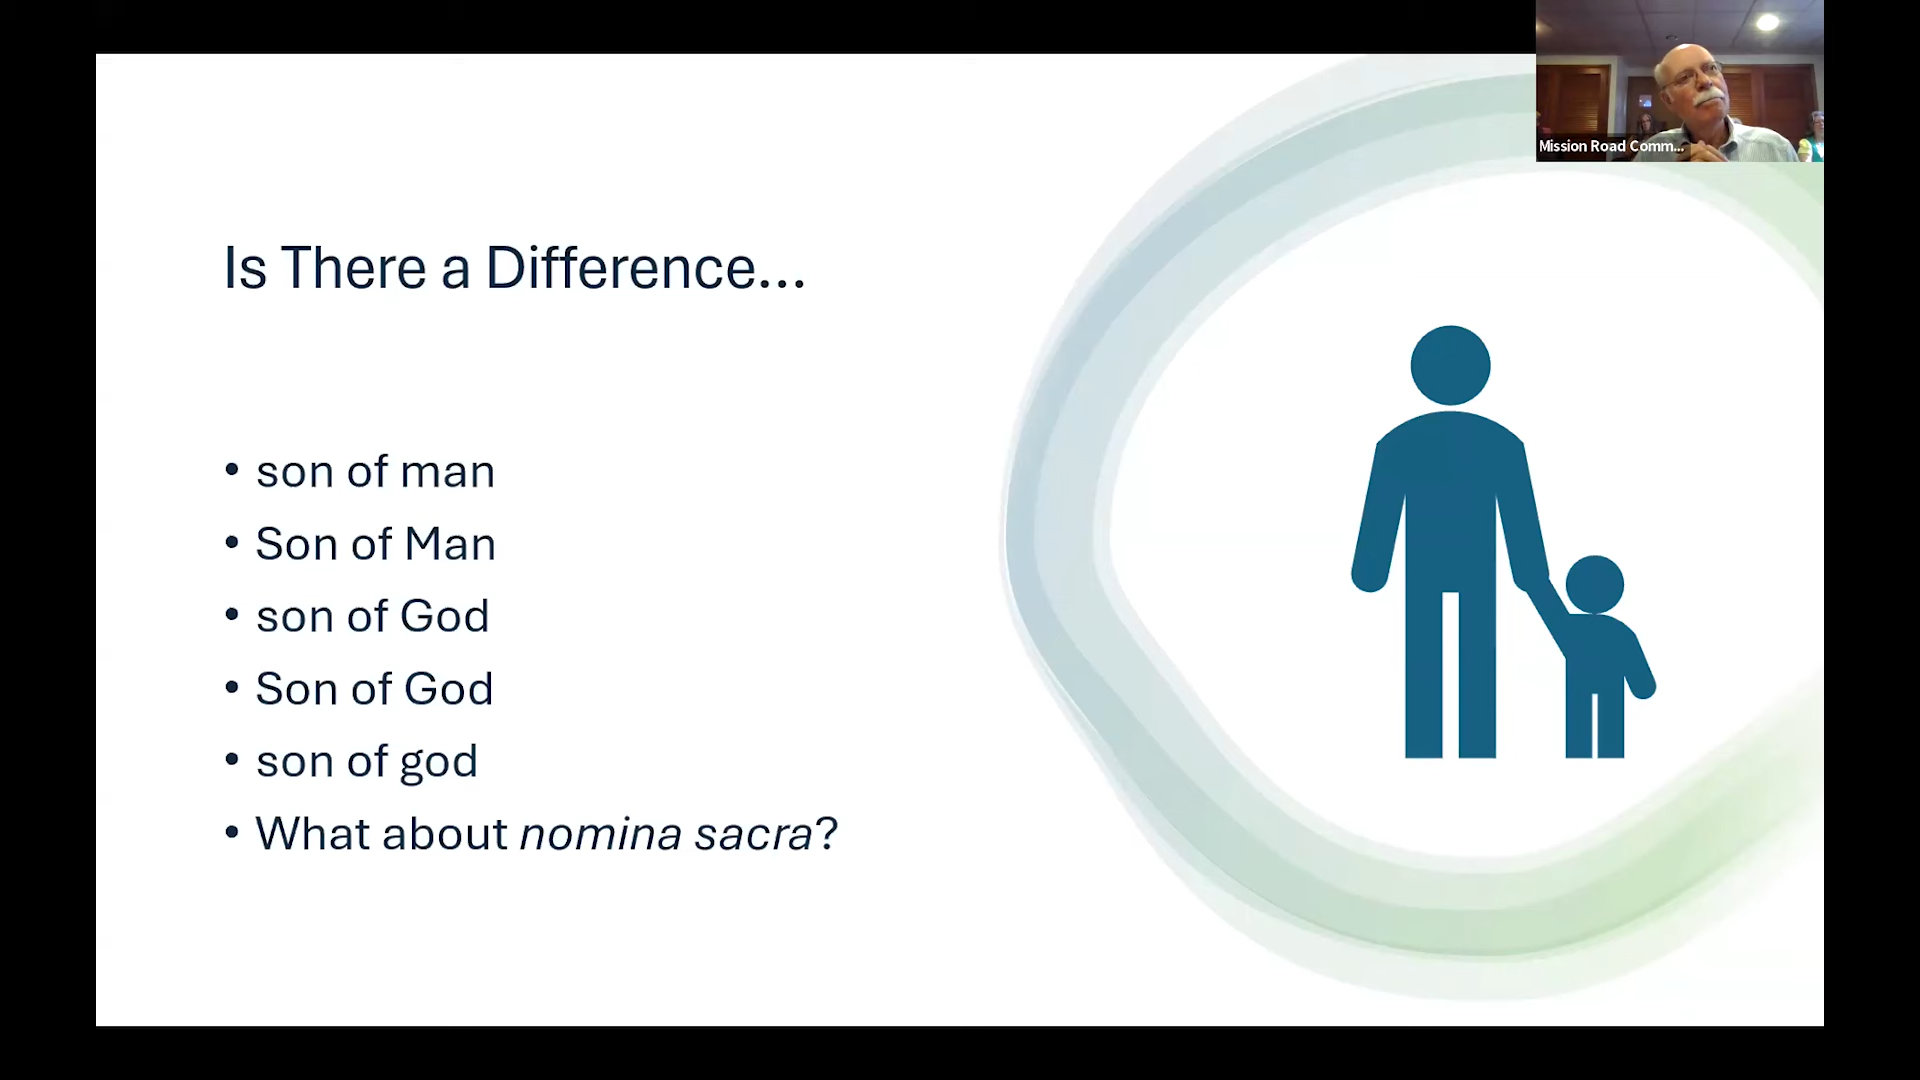 Mission Road Comm...
Is There a Difference...
• son of man
• Son of Man
• son of God
• Son of God
• son of god
• What about nomina sacra?